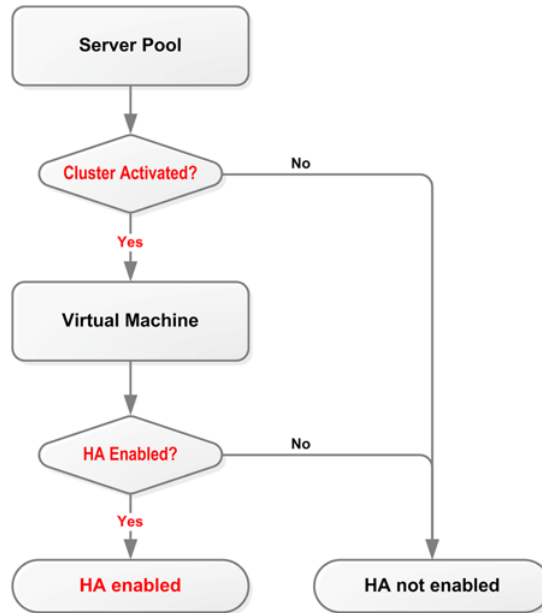 Server Pool
Cluster Activated?
No
Yes
Virtual Machine
HA Enabled?
No
Yes
HA enabled
HA not enabled